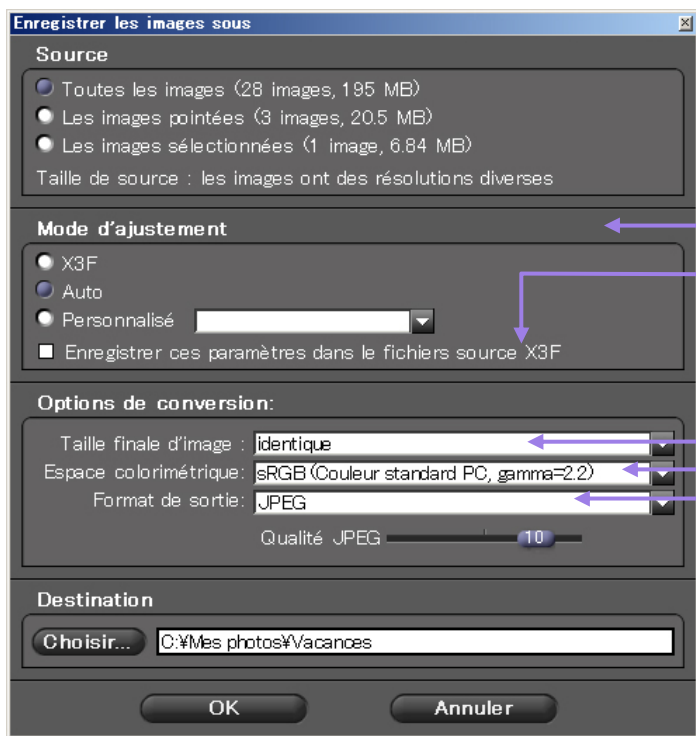 Enregistrer les images sous
Source
Toutes les images (28 images, 195 MB)
Les images pointées (3 images, 20.5 MB)
Les images sélectionnées (1 image, 6.84 MB)
Taille de source : les images ont des résolutions diverses
Mode d'ajustement
X3F
Auto
Personnalisé
Enregistrer ces paramètres dans le fichiers source X3F
Options de conversion:
Taille finale d'image : identique
Espace colorimétrique: sRGB (Couleur standard PC, gamma=2.2)
Format de sortie: JPEG
Qualité JPEG 10
Destination
Choisir... C:¥Mes photos¥Vacances
OK Annuler